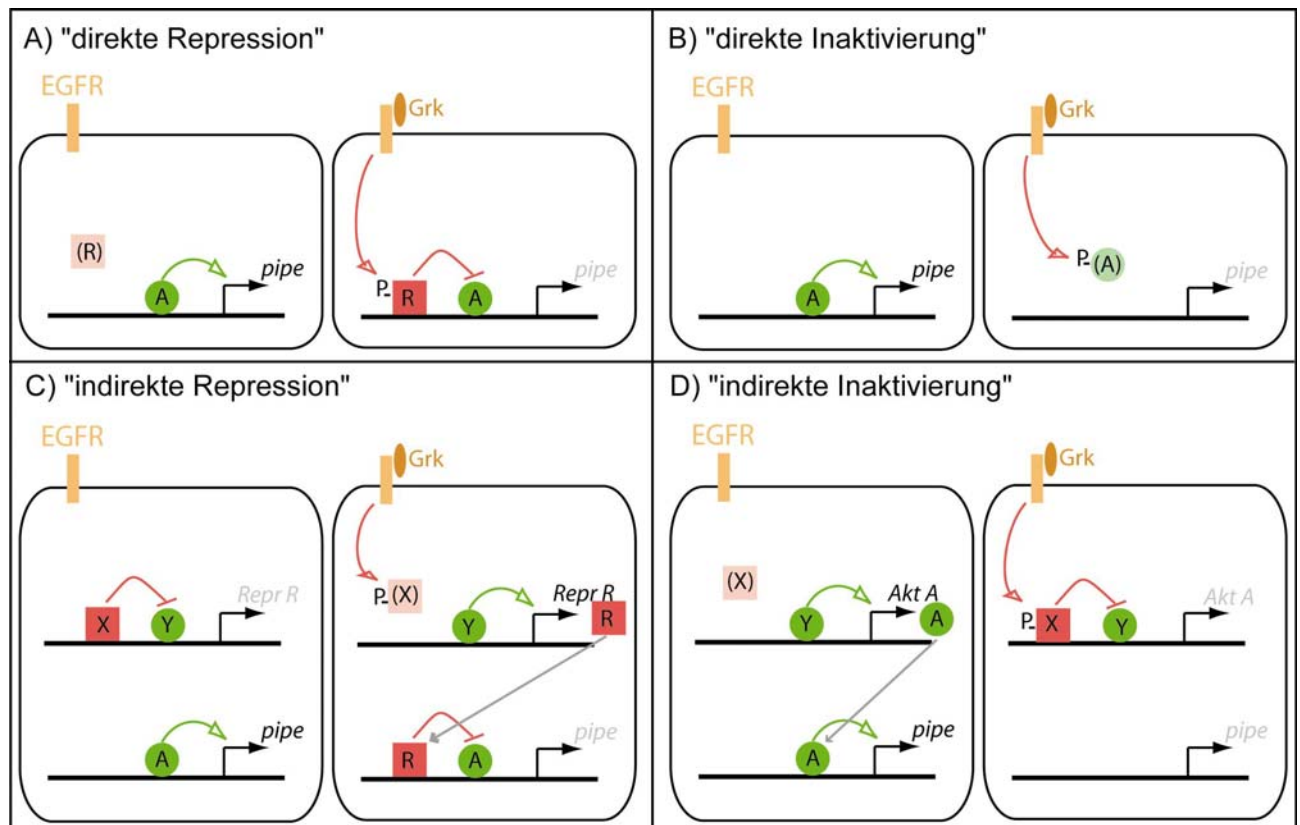 A) "direkte Repression"
EGFR
Grk
(R)
A
pipe
P-
R
A
pipe
B) "direkte Inaktivierung"
EGFR
Grk
A
pipe
P-
(A)
pipe
C) "indirekte Repression"
EGFR
Grk
X
Y
Repr R
A
pipe
P-
(X)
Y
Repr R
R
R
A
pipe
D) "indirekte Inaktivierung"
EGFR
Grk
(X)
Y
Akt A
A
A
pipe
P-
X
Y
Akt A
pipe